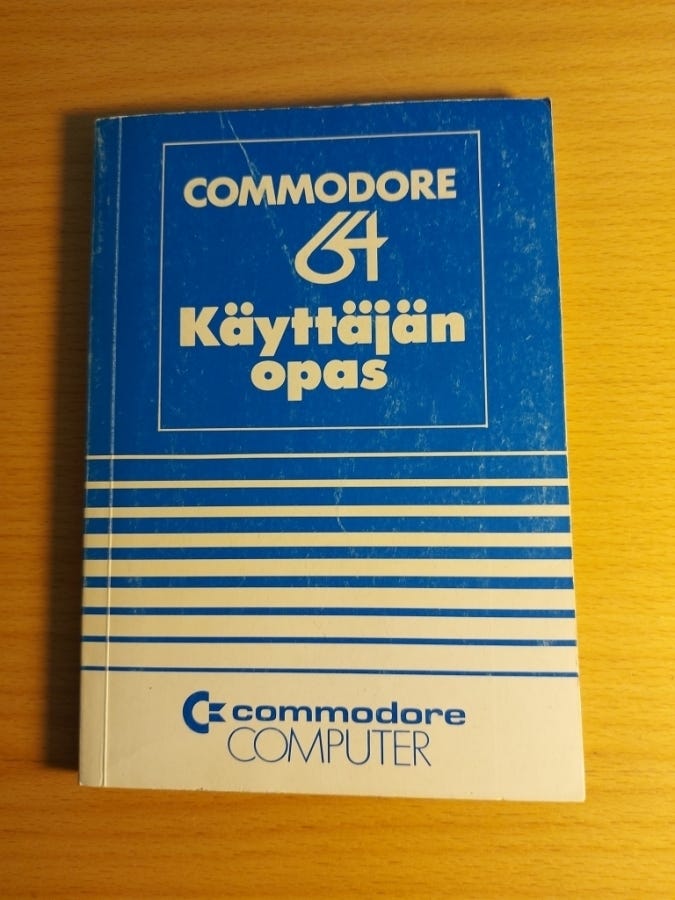 COMMODORE
64
Käyttäjän
opas
commodore
COMPUTER